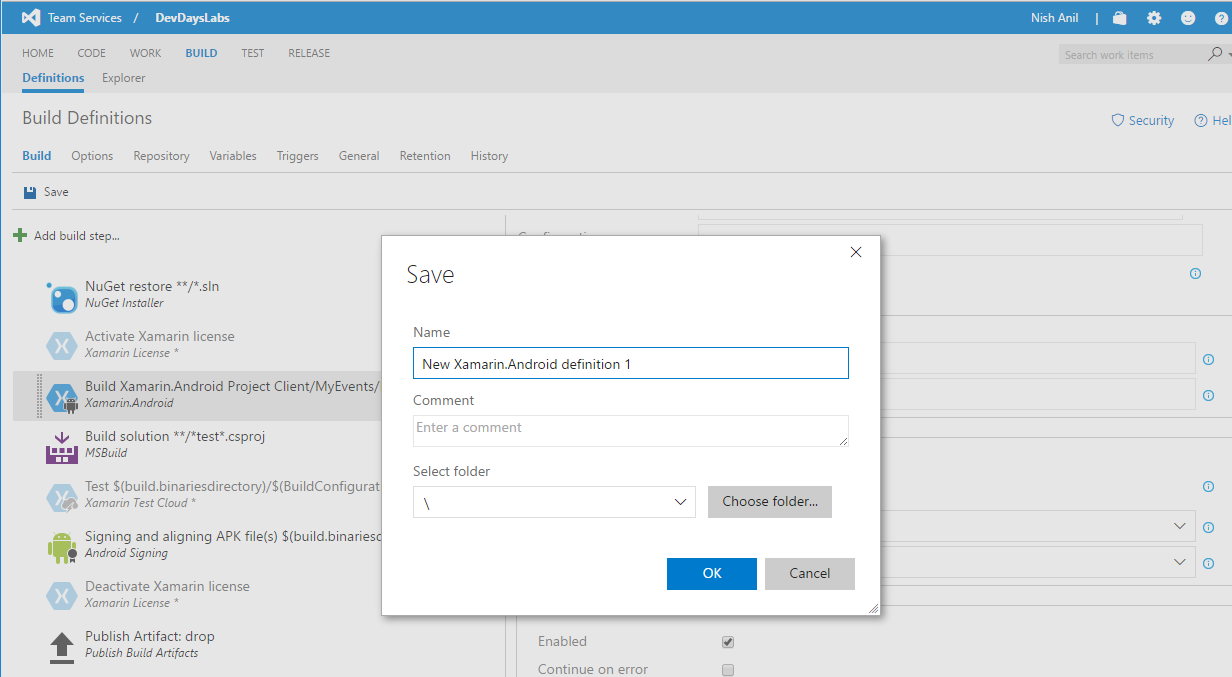 Team Services / DevDaysLabs
Nish Anil |
HOME CODE WORK BUILD TEST RELEASE
Search work items
Definitions Explorer
Build Definitions
Security
Build Options Repository Variables Triggers General Retention History
Save
Add build step...
NuGet restore **/*.sln
NuGet Installer
Activate Xamarin license
Xamarin License *
Build Xamarin.Android Project Client/MyEvents/
Xamarin.Android
Build solution **/*test*.csproj
MSBuild
Test $(build.binariesdirectory)/$(BuildConfigurat
Xamarin Test Cloud *
Signing and aligning APK file(s) $(build.binariesd
Android Signing
Deactivate Xamarin license
Xamarin License *
Publish Artifact: drop
Publish Build Artifacts
Save
Name
New Xamarin.Android definition 1
Comment
Enter a comment
Select folder
\
Choose folder...
OK
Cancel
Enabled
Continue on error